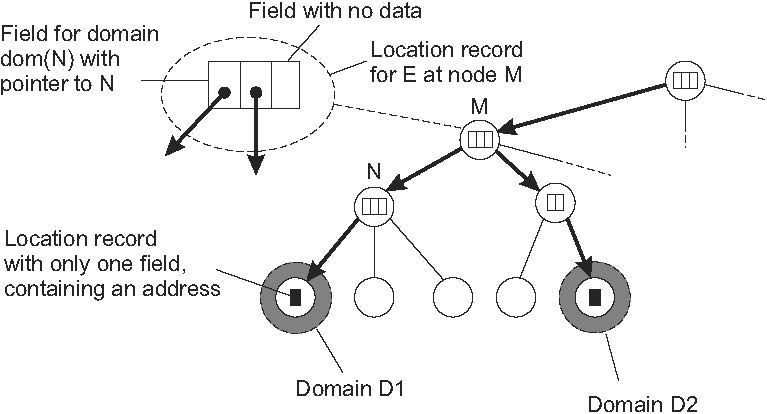 Field with no data
Field for domain
dom(N) with
pointer to N
Location record
for E at node M
M
N
Location record
with only one field,
containing an address
Domain D1
Domain D2